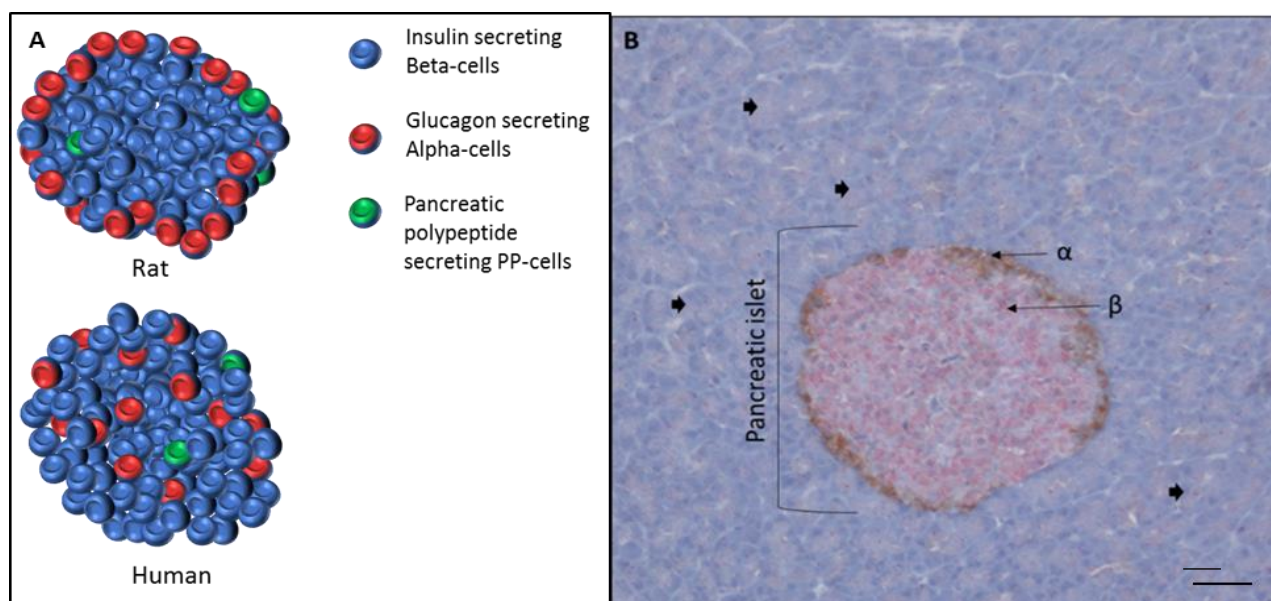 A
Insulin secreting
Beta-cells
Glucagon secreting
Alpha-cells
Pancreatic
polypeptide
secreting PP-cells
Rat
Human
B
α
β
Pancreatic islet